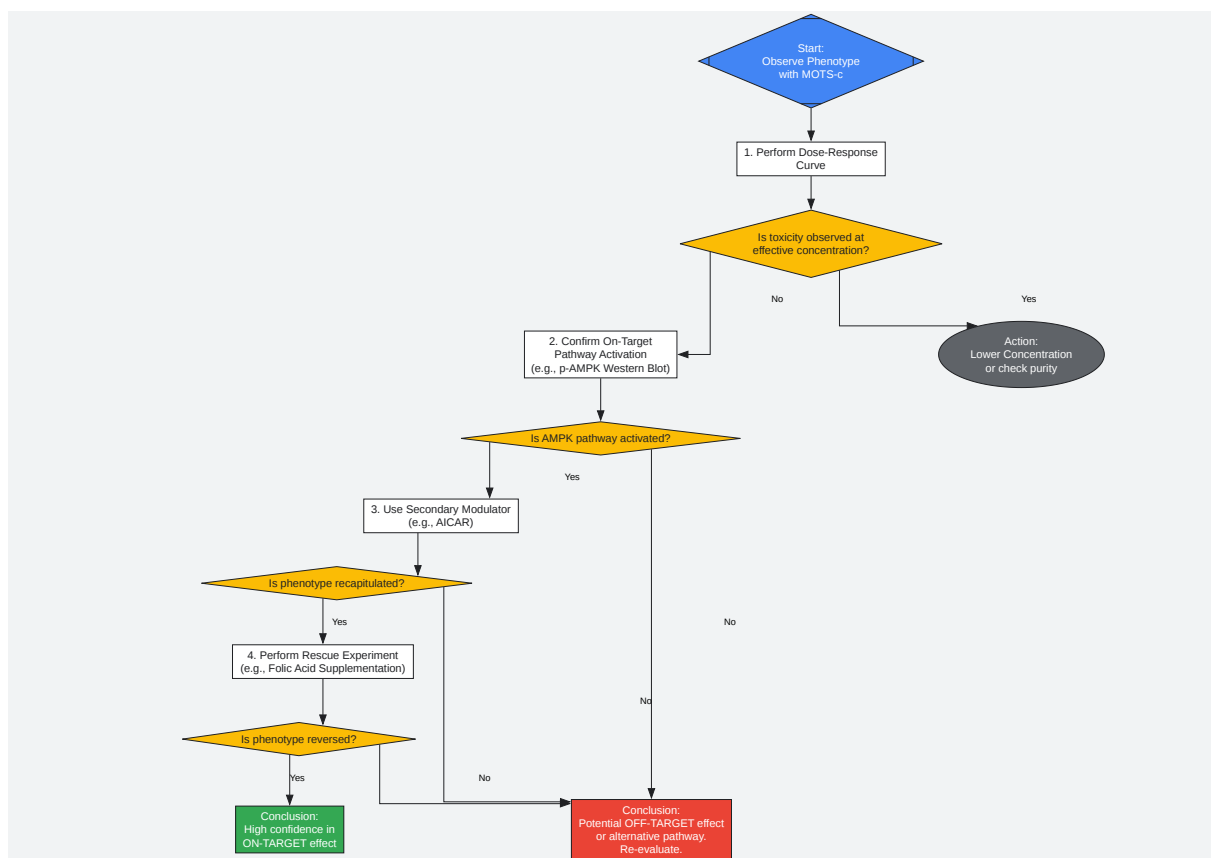 Start:
Observe Phenotype
with MOTS-c
1. Perform Dose-Response
Curve
Is toxicity observed at
effective concentration?
No
Yes
2. Confirm On-Target
Pathway Activation
(e.g., p-AMPK Western Blot)
Action:
Lower Concentration
or check purity
Is AMPK pathway activated?
Yes
3. Use Secondary Modulator
(e.g., AICAR)
Is phenotype recapitulated?
Yes
No
4. Perform Rescue Experiment
(e.g., Folic Acid Supplementation)
No
Is phenotype reversed?
Yes
No
Conclusion:
High confidence in
ON-TARGET effect
Conclusion:
Potential OFF-TARGET effect
or alternative pathway.
Re-evaluate.